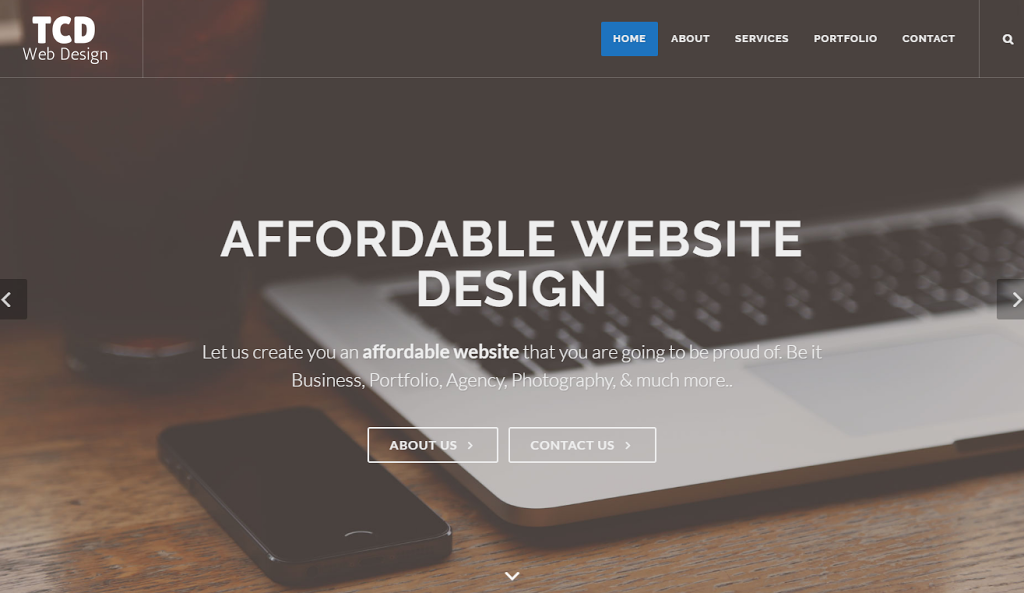 TCD
Web Design
HOME ABOUT SERVICES PORTFOLIO CONTACT
AFFORDABLE WEBSITE
DESIGN
Let us create you an affordable website that you are going to be proud of. Be it
Business, Portfolio, Agency, Photography, & much more..
ABOUT US CONTACT US